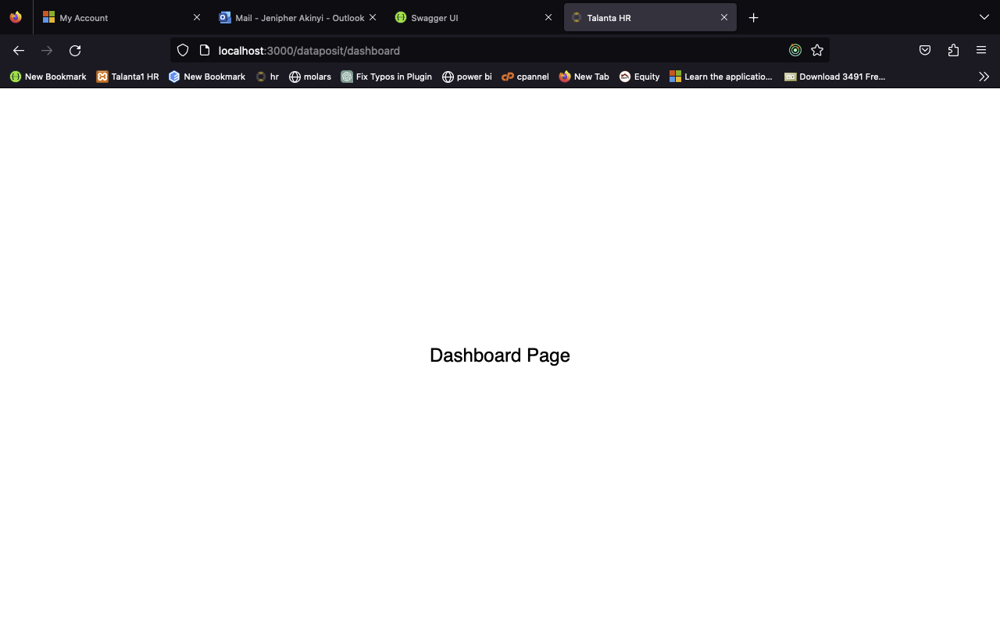 My Account
Mail - Jenipher Akinyi - Outlook
Swagger UI
Talanta HR
localhost:3000/dataposit/dashboard
New Bookmark Talanta1 HR New Bookmark hr molars Fix Typos in Plugin power bi cpannel New Tab Equity Learn the applicatio... Download 3491 Fre...
Dashboard Page